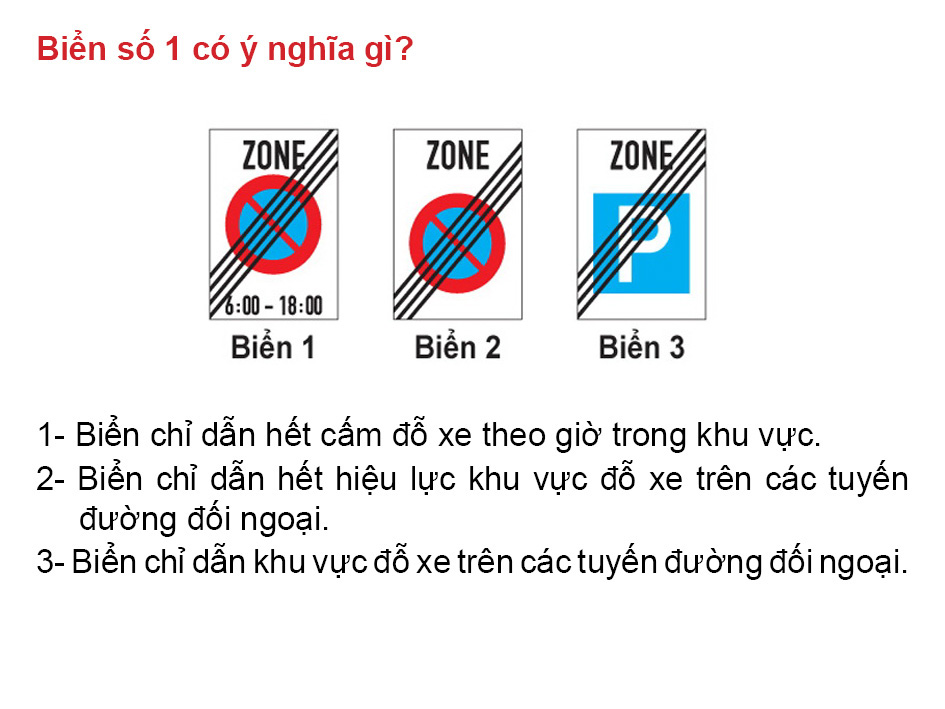 Biển số 1 có ý nghĩa gì?
ZONE ZONE ZONE
P
6:00 - 18:00
Biển 1 Biển 2 Biển 3
1- Biển chỉ dẫn hết cấm đỗ xe theo giờ trong khu vực.
2- Biển chỉ dẫn hết hiệu lực khu vực đỗ xe trên các tuyến
đường đối ngoại.
3- Biển chỉ dẫn khu vực đỗ xe trên các tuyến đường đối ngoại.